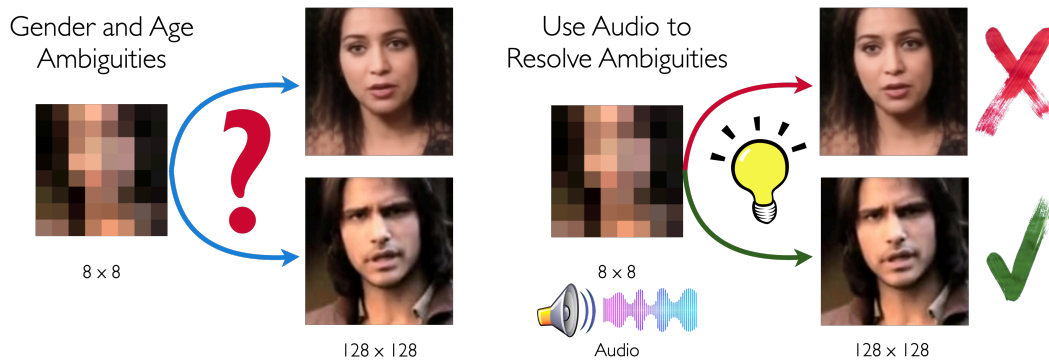 Gender and Age
Ambiguities
8 x 8
128 x 128
Use Audio to
Resolve Ambiguities
8 x 8
Audio
128 x 128